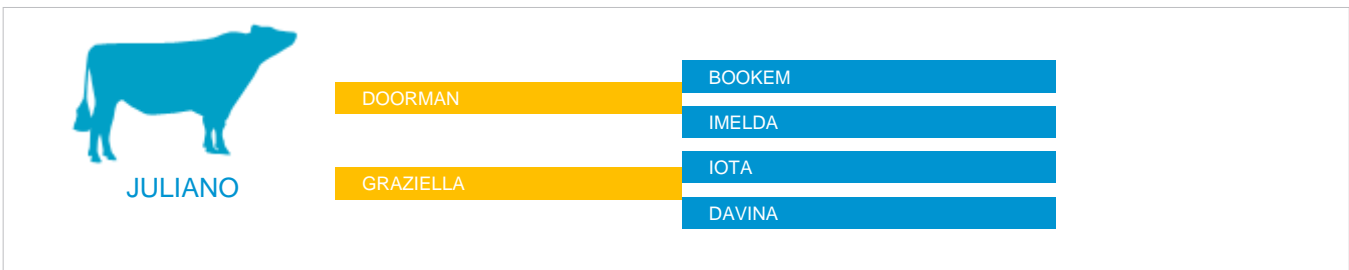 BOOKEM
DOORMAN
IMELDA
IOTA
JULIANO
GRAZIELLA
DAVINA